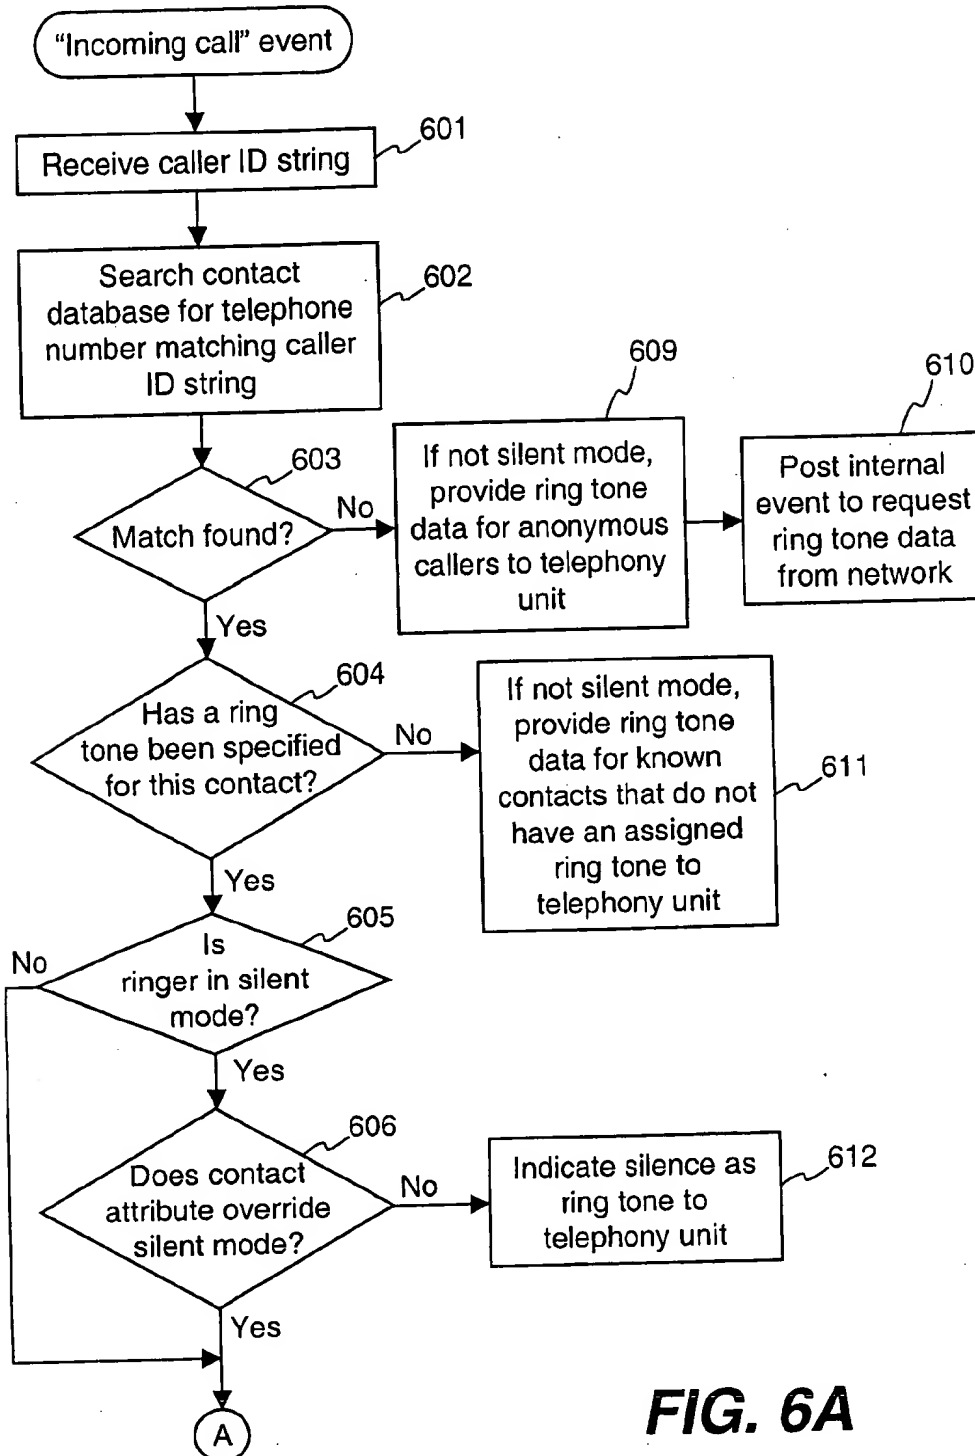 “Incoming call” event
601
Receive caller ID string
602
Search contact
database for telephone
number matching caller
ID string
603
Match found?
No
609
If not silent mode,
provide ring tone
data for anonymous
callers to telephony
unit
610
Post internal
event to request
ring tone data
from network
Yes
604
Has a ring
tone been specified
for this contact?
No
If not silent mode,
provide ring tone
data for known
contacts that do not
have an assigned
ring tone to
telephony unit
611
Yes
605
Is
ringer in silent
mode?
No
Yes
606
Does contact
attribute override
silent mode?
No
Indicate silence as
ring tone to
telephony unit
612
Yes
A
FIG. 6A